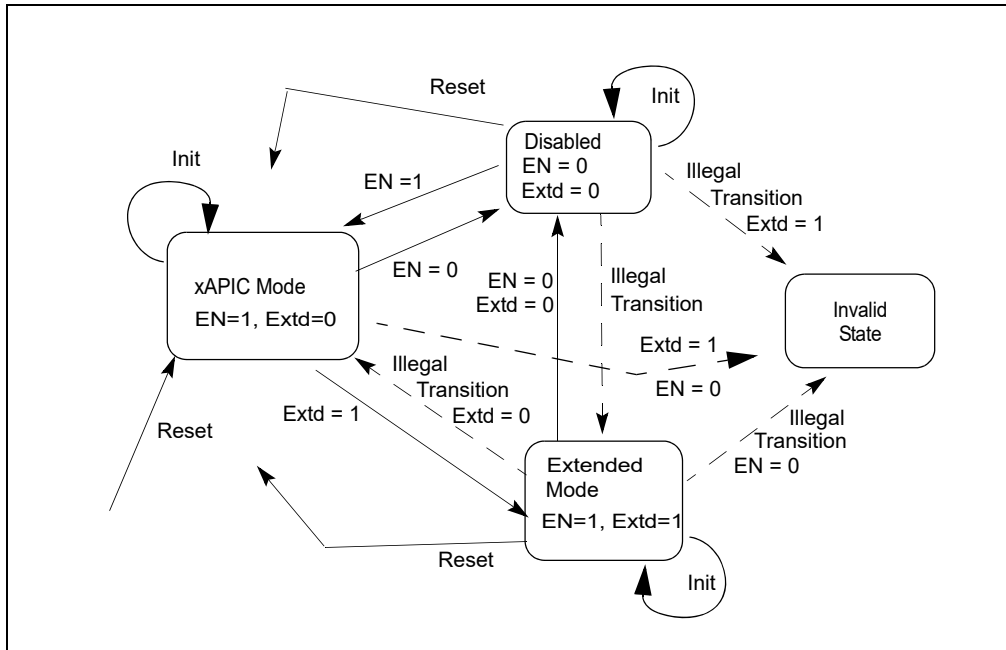 Reset
Init
Disabled
EN = 0
Extd = 0
Illegal
Transition
Extd = 1
Init
EN =1
xAPIC Mode
EN=1, Extd=0
EN = 0
EN = 0
Extd = 0
Illegal
Transition
Invalid
State
Extd = 1
EN = 0
Illegal
Transition
Extd = 0
Extd = 1
Reset
Illegal
Transition
EN = 0
Extended
Mode
EN=1, Extd=1
Reset
Init